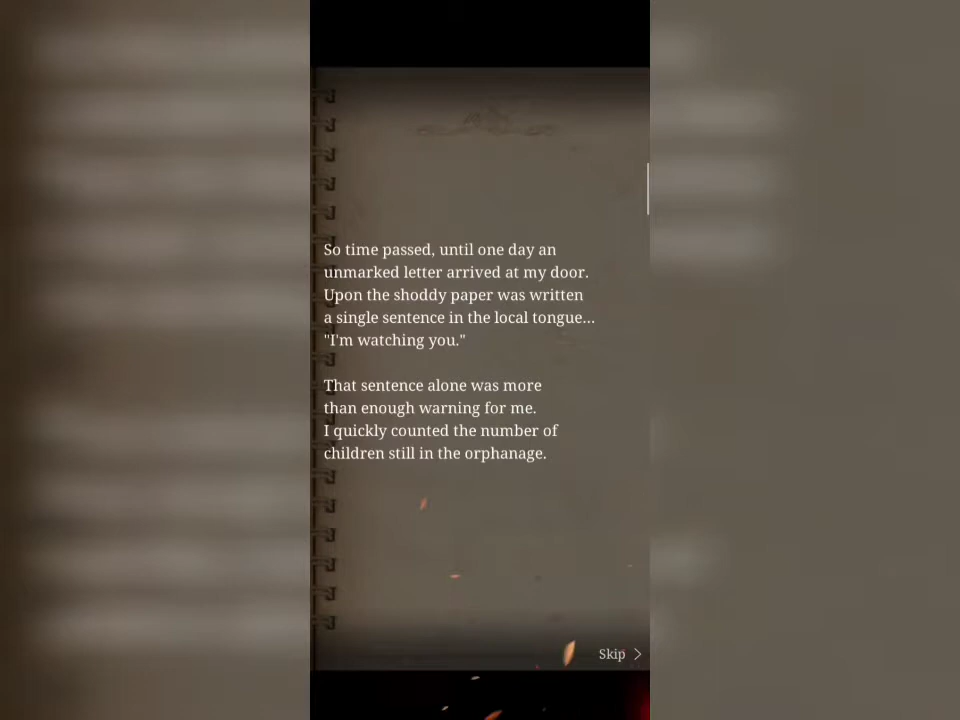 So time passed, until one day an
unmarked letter arrived at my door.
Upon the shoddy paper was written
a single sentence in the local tongue...
"I'm watching you."
That sentence alone was more
than enough warning for me.
I quickly counted the number of
children still in the orphanage.
Skip